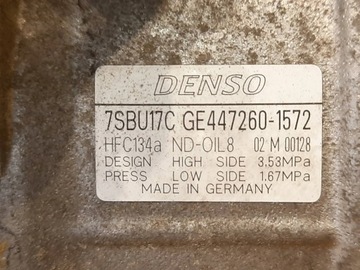 DENSO
7SBU17C GE447260-1572
HFC134a ND-OIL8 02 M 00128
DESIGN HIGH SIDE 3.53MPa
PRESS LOW SIDE 1.67MPa
MADE IN GERMANY